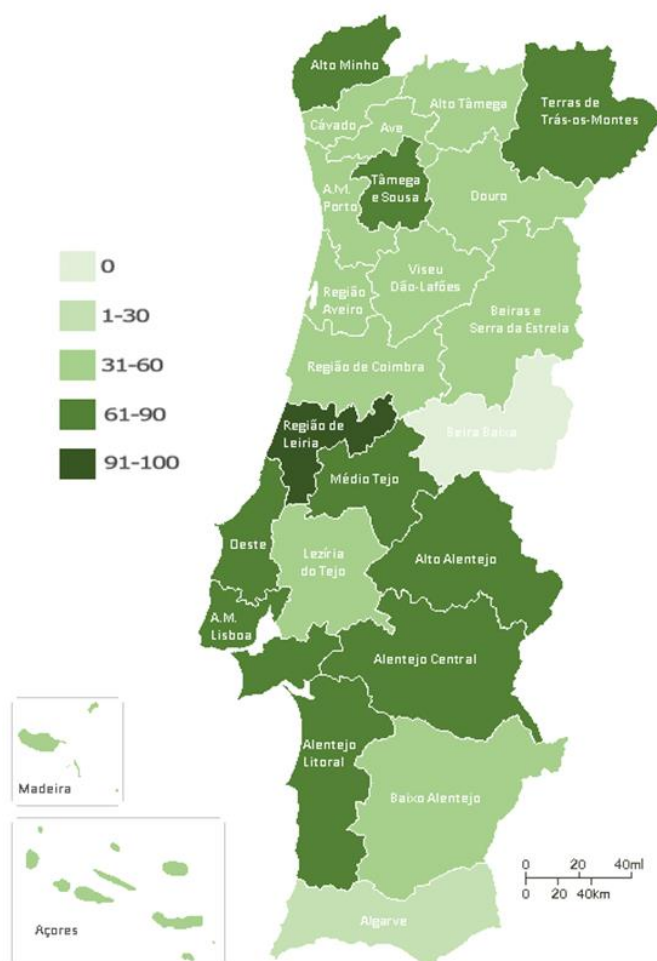 Alto Minho
Alto Tâmega
Terras de
Trás-os-Montes
Cávado
Ave
A.M.
Porto
Tâmega
e Sousa
Douro
Viseu
Dão-Lafões
Região
Aveiro
Beiras e
Serra da Estrela
Região de Coimbra
Beira Baixa
Região de
Leiria
Médio Tejo
Oeste
Lezíria
do Tejo
Alto Alentejo
A.M.
Lisboa
Alentejo Central
Alentejo
Litoral
Baixo Alentejo
Algarve
0
1-30
31-60
61-90
91-100
Madeira
Açores
0 20 40ml
0 20 40km